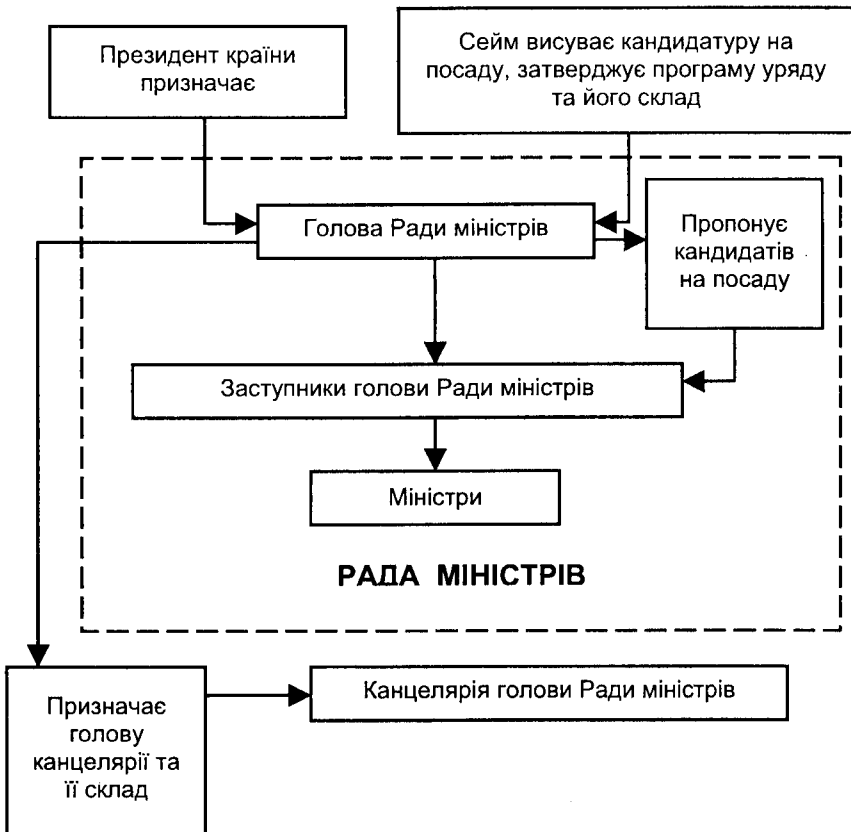 Президент країни
призначає
Сейм висуває кандидатуру на
посаду, затверджує програму уряду
та його склад
Голова Ради міністрів
Пропонує
кандидатів
на посаду
Заступники голови Ради міністрів
Міністри
РАДА МІНІСТРІВ
Призначає
голову
канцелярії та
її склад
Канцелярія голови Ради міністрів